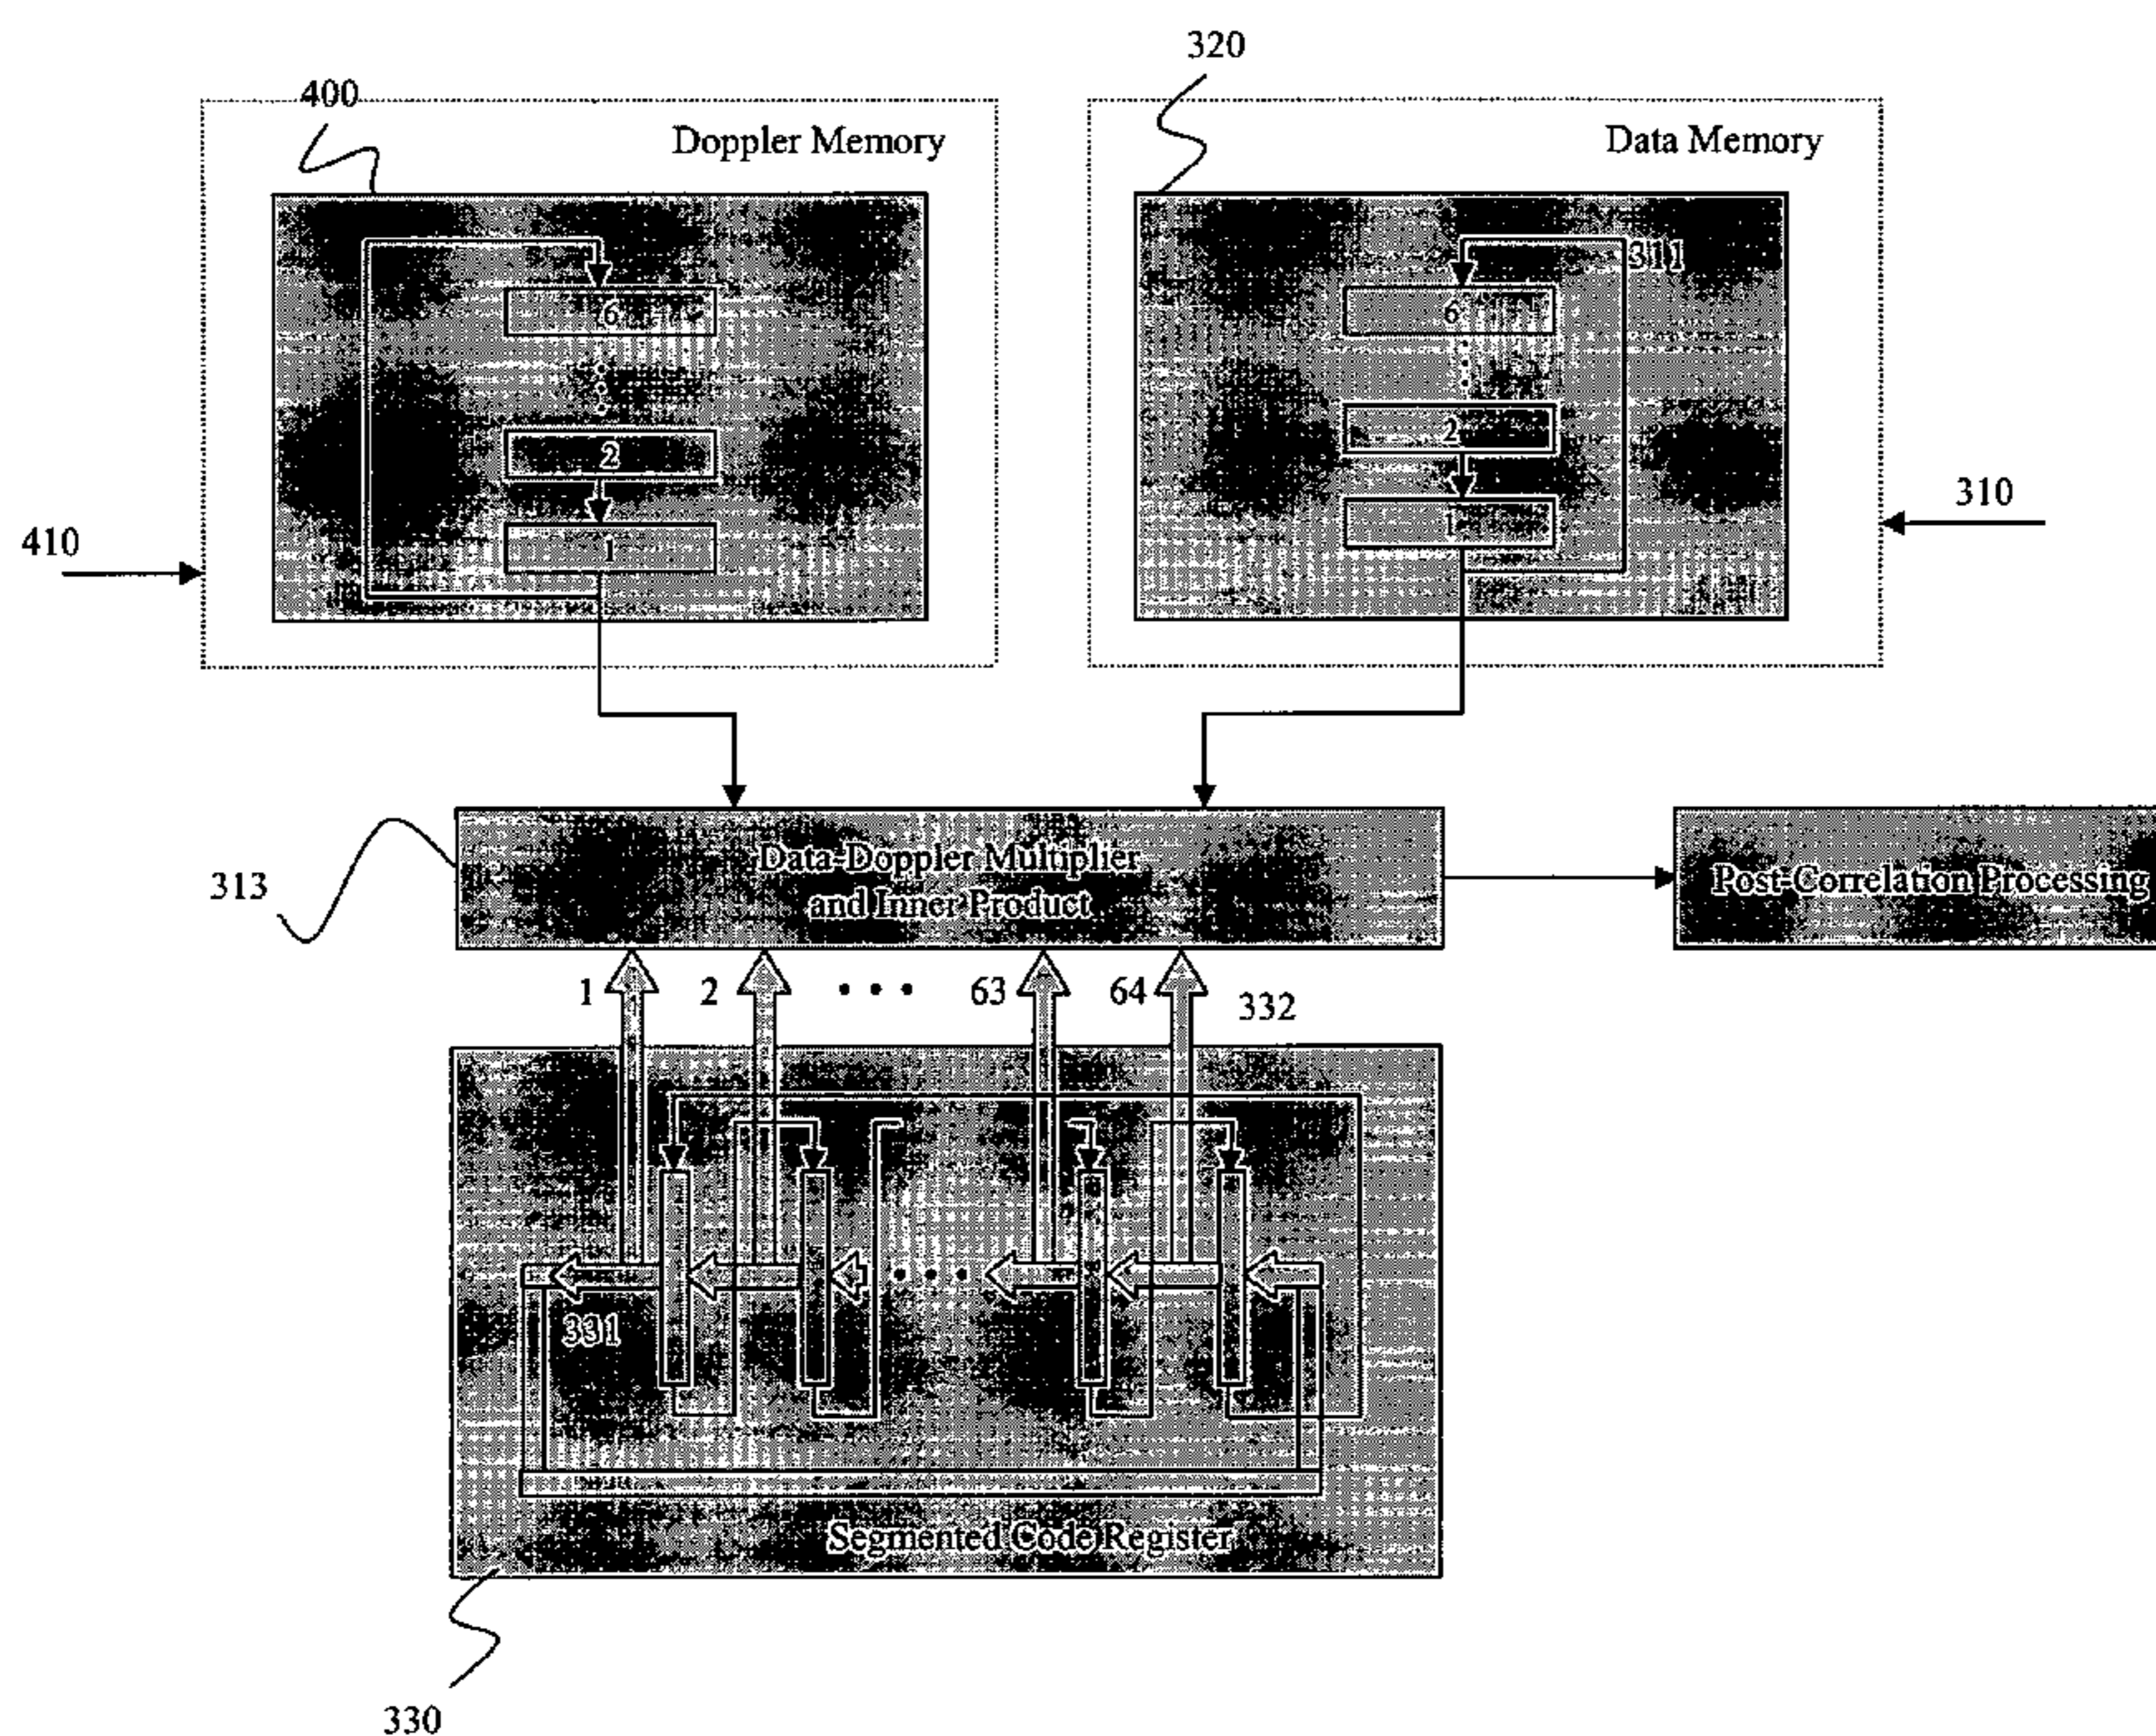 320
400
Doppler Memory
Data Memory
311
6
6
2
2
1
1
310
410
Data-Doppler Multiplier
and Inner Product
Post-Correlation Processing
313
1
2
• • •
63
64
332
331
Segmented Code Register
330